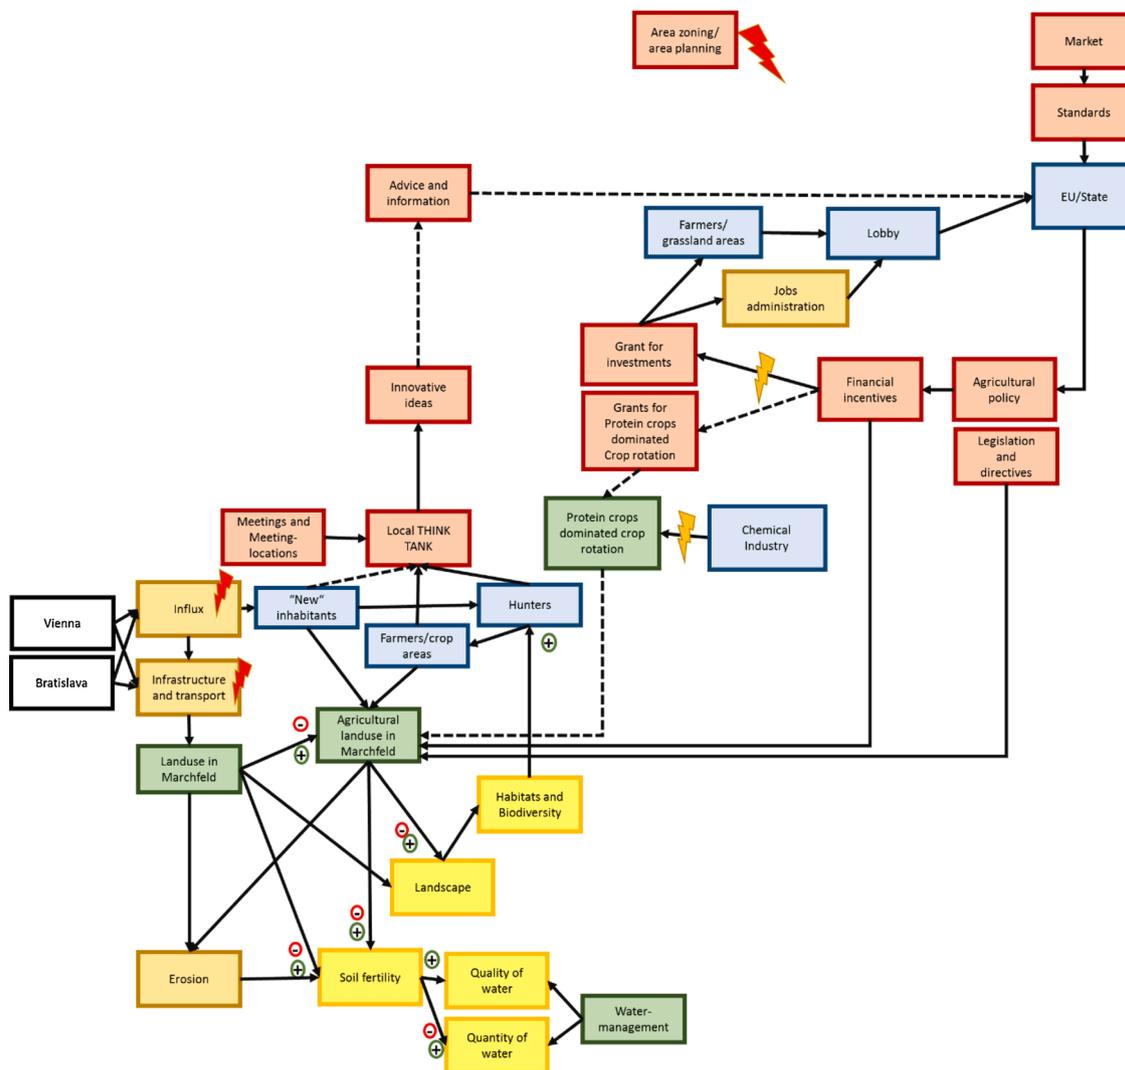 Area zoning/
area planning
Market
Standards
Advice and
information
EU/State
Farmers/
grassland areas
Lobby
Jobs
administration
Grant for
investments
Financial
incentives
Agricultural
policy
Innovative
ideas
Grants for
Protein crops
dominated
Crop rotation
Legislation
and
directives
Meetings and
Meeting-
locations
Local THINK
TANK
Protein crops
dominated crop
rotation
Chemical
Industry
Vienna
Influx
"New"
inhabitants
Hunters
+
Farmers/crop
areas
Bratislava
Infrastructure
and transport
-
+
Agricultural
landuse in
Marchfeld
Landuse in
Marchfeld
Habitats and
Biodiversity
-
+
Landscape
-
+
-
+
Erosion
Soil fertility
+
Quality of
water
-
+
Quantity of
water
Water-
management